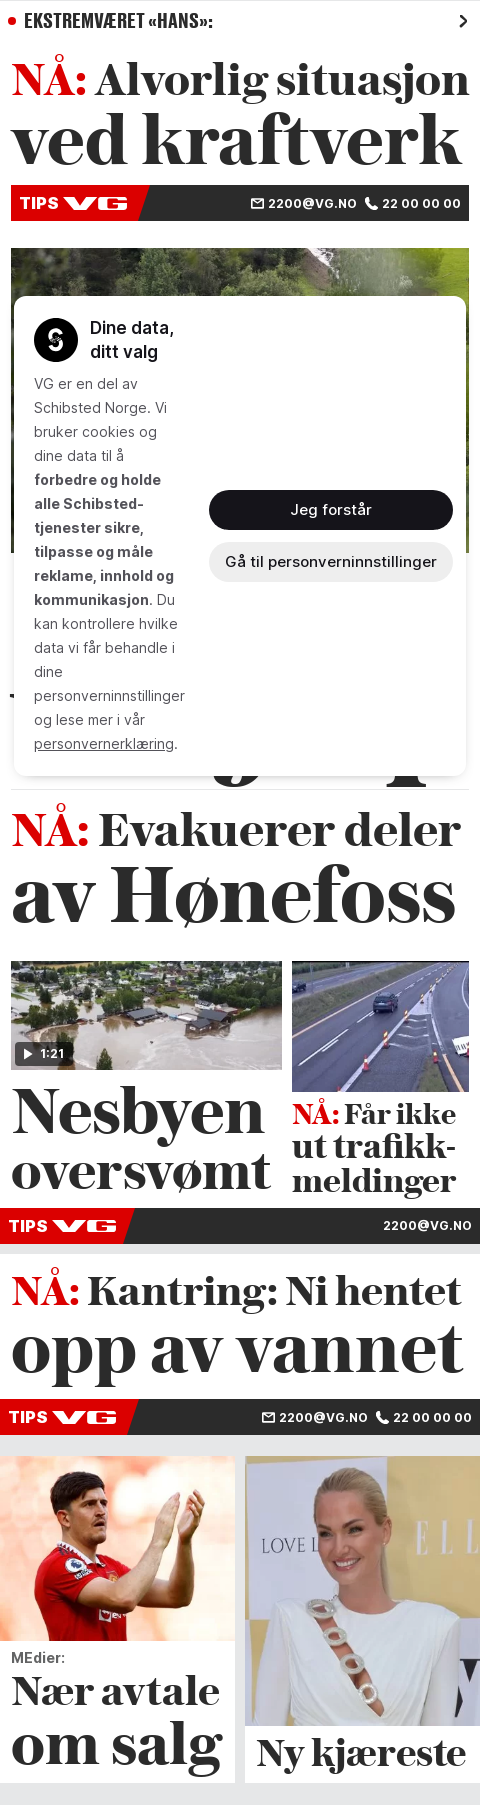 EKSTREMVÆRET «HANS»:
NÅ: Alvorlig situasjon
ved kraftverk
TIPS VG 2200@VG.NO 22 00 00 00
Dine data,
ditt valg
VG er en del av
Schibsted Norge. Vi
bruker cookies og
dine data til å
forbedre og holde
alle Schibsted-
tjenester sikre,
tilpasse og måle
reklame, innhold og
kommunikasjon. Du
kan kontrollere hvilke
data vi får behandle i
dine
personverninnstillinger
og lese mer i vår
personvernerklæring.
Jeg forstår
Gå til personverninnstillinger
NÅ: Evakuerer deler
av Hønefoss
1:21
Nesbyen
oversvømt
NÅ: Får ikke
ut trafikk-
meldinger
TIPS VG 2200@VG.NO
NÅ: Kantring: Ni hentet
opp av vannet
TIPS VG 2200@VG.NO 22 00 00 00
MEdier:
Nær avtale
om salg
LOVE
ELL
Ny kjæreste